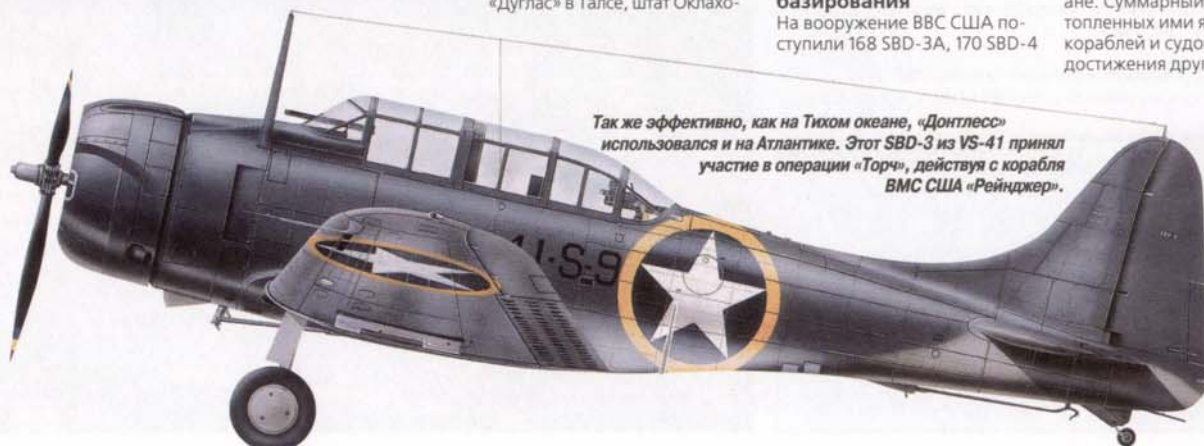 «Дуглас» в Талсе, штат Оклахо-
базирования
На вооружение ВВС США по-
ступили 168 SBD-3A, 170 SBD-4
ане. Суммарный
топленных ими я
кораблей и судо
достижения друг
Так же эффективно, как на Тихом океане, «Донтлесс»
использовался и на Атлантике. Этот SBD-3 из VS-41 принял
участие в операции «Торч», действуя с корабля
ВМС США «Рейнджер».
S-9